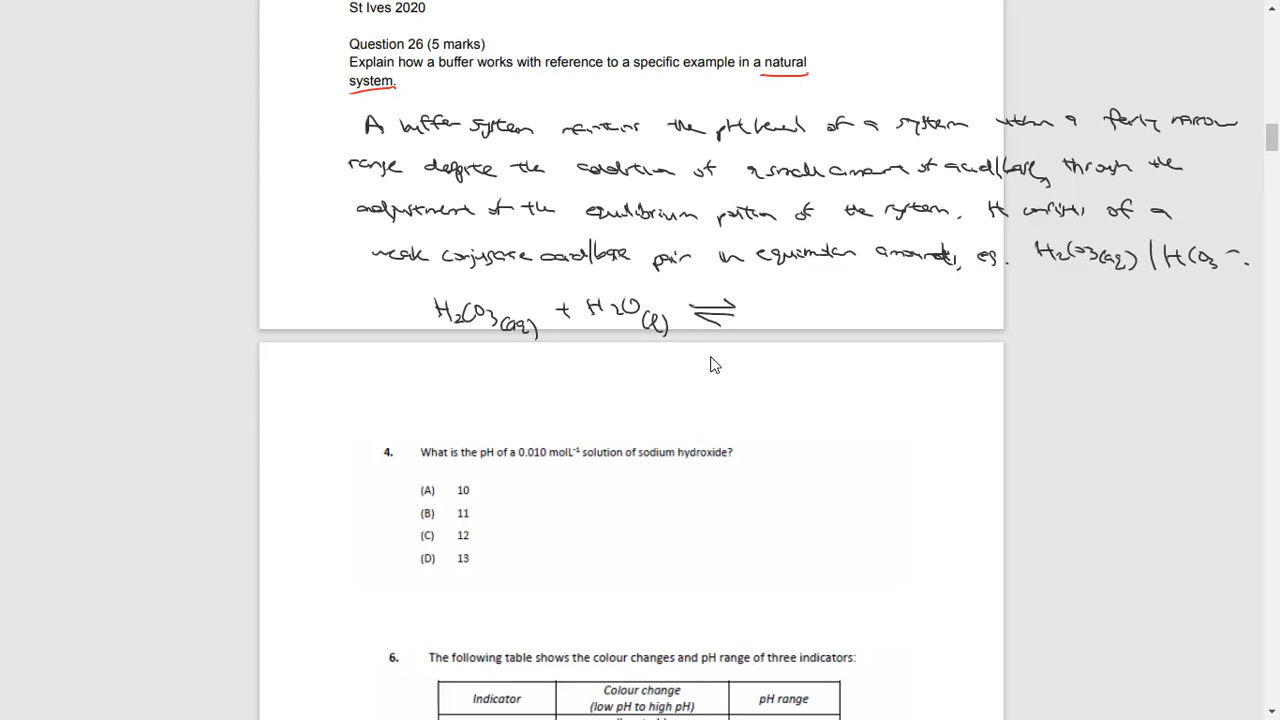 St Ives 2020
Question 26 (5 marks)
Explain how a buffer works with reference to a specific example in a natural
system.
A buffer system maintains the pH level of a system within a fairly narrow
range despite the addition of a small amount of acid/base, through the
adjustment of the equilibrium position of the system. It consists of a
weak conjugate acid/base pair in equimolar amounts, eg. H₂CO₃(aq) / HCO₃⁻.
H₂CO₃(aq) + H₂O(l) ⇌
4. What is the pH of a 0.010 molL⁻¹ solution of sodium hydroxide?
(A) 10
(B) 11
(C) 12
(D) 13
6. The following table shows the colour changes and pH range of three indicators:
Indicator Colour change (low pH to high pH) pH range